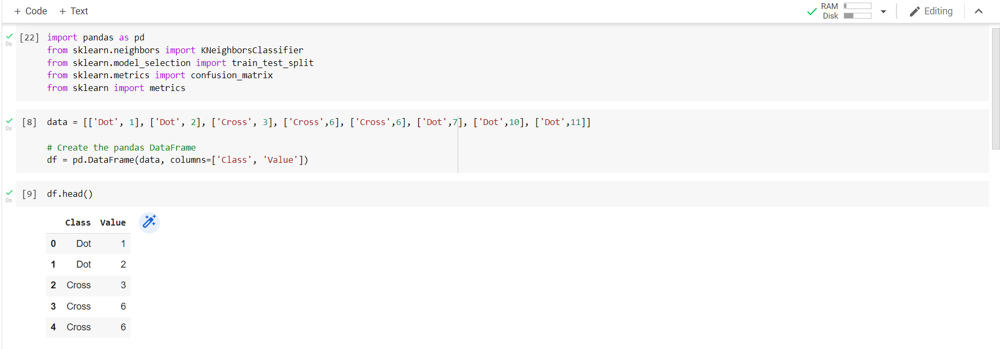 + Code + Text
RAM
Disk
Editing
[22] import pandas as pd
from sklearn.neighbors import KNeighborsClassifier
from sklearn.model_selection import train_test_split
from sklearn.metrics import confusion_matrix
from sklearn import metrics
0s
[8] data = [['Dot', 1], ['Dot', 2], ['Cross', 3], ['Cross',6], ['Cross',6], ['Dot',7], ['Dot',10], ['Dot',11]]
0s
# Create the pandas DataFrame
df = pd.DataFrame(data, columns=['Class', 'Value'])
[9] df.head()
0s
Class Value
0 Dot 1
1 Dot 2
2 Cross 3
3 Cross 6
4 Cross 6